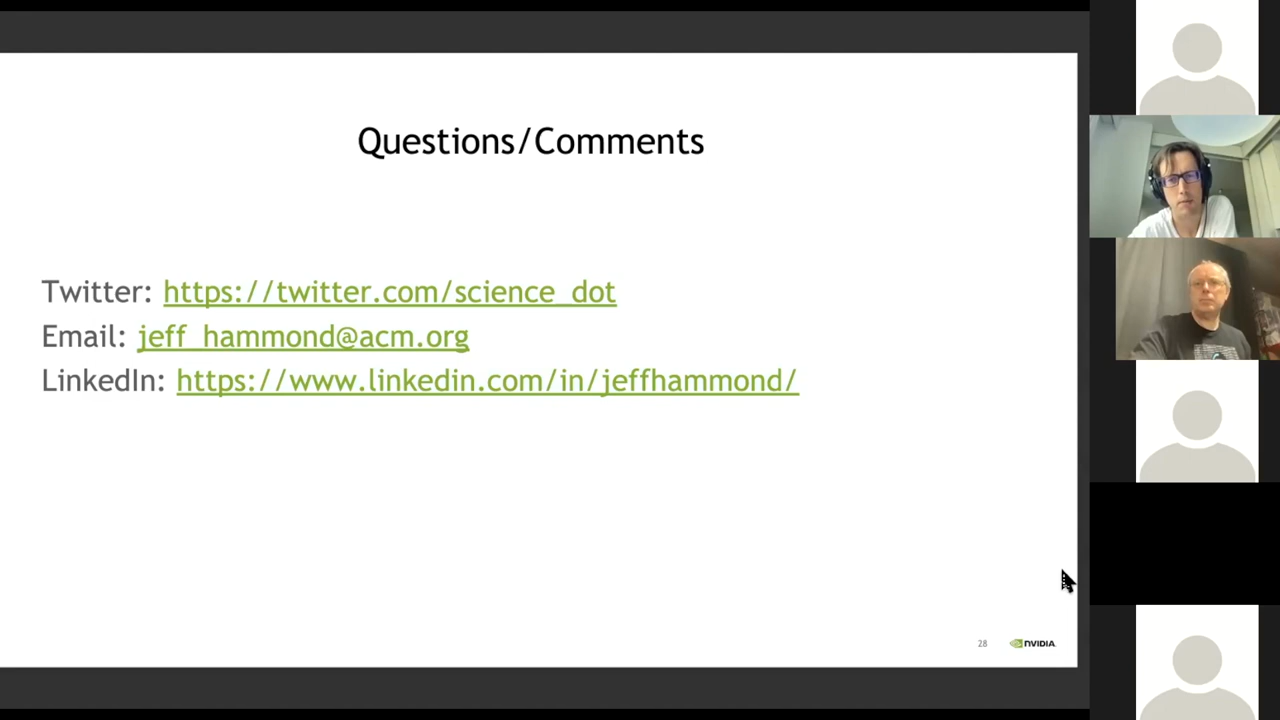 Questions/Comments
Twitter: https://twitter.com/science_dot
Email: jeff_hammond@acm.org
LinkedIn: https://www.linkedin.com/in/jeffhammond/
28
NVIDIA